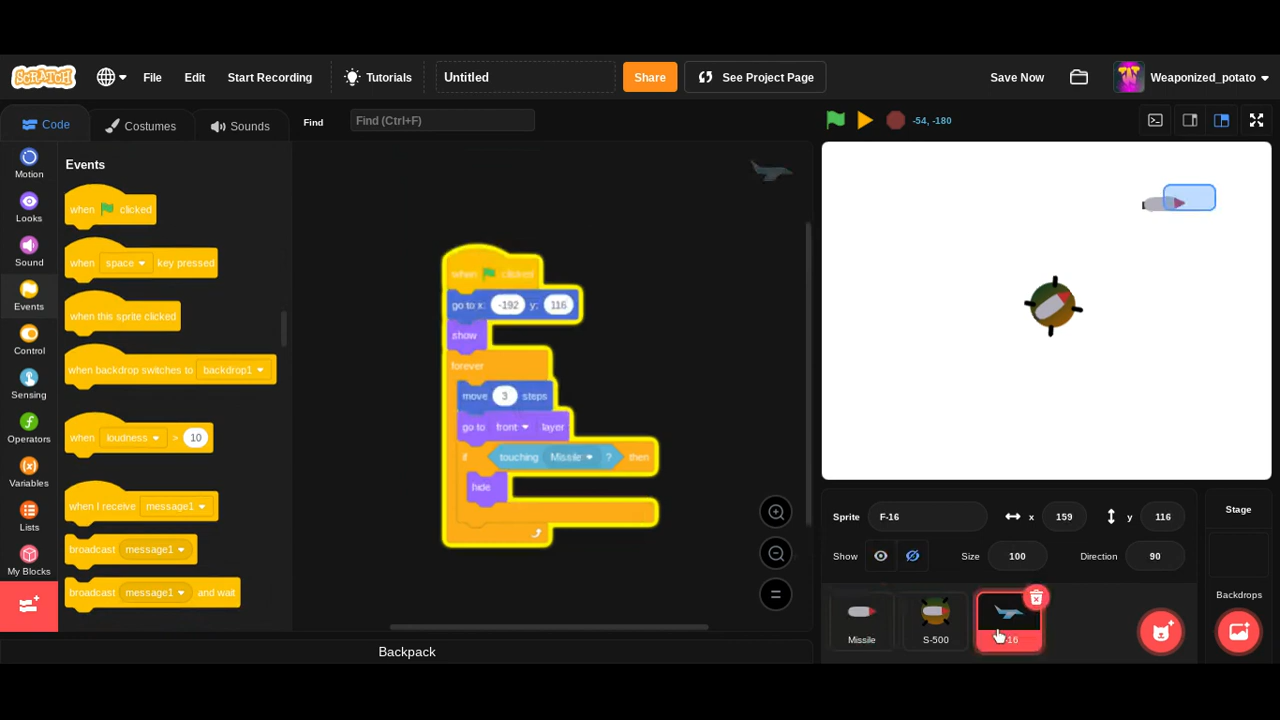 SCRATCH File Edit Start Recording Tutorials Untitled Share See Project Page Save Now Weaponized_potato
Code Costumes Sounds Find Find (Ctrl+F) -54, -180
Motion
Looks
Sound
Events
Control
Sensing
Operators
Variables
Lists
My Blocks
Events
when clicked
when space key pressed
when this sprite clicked
when backdrop switches to backdrop1
when loudness > 10
when I receive message1
broadcast message1
broadcast message1 and wait
when clicked
go to x: -192 y: 116
show
forever
move 3 steps
go to front layer
if touching Missile ? then
hide
Backpack
Sprite F-16 x 159 y 116
Show Size 100 Direction 90
Missile S-500 -16
Stage
Backdrops